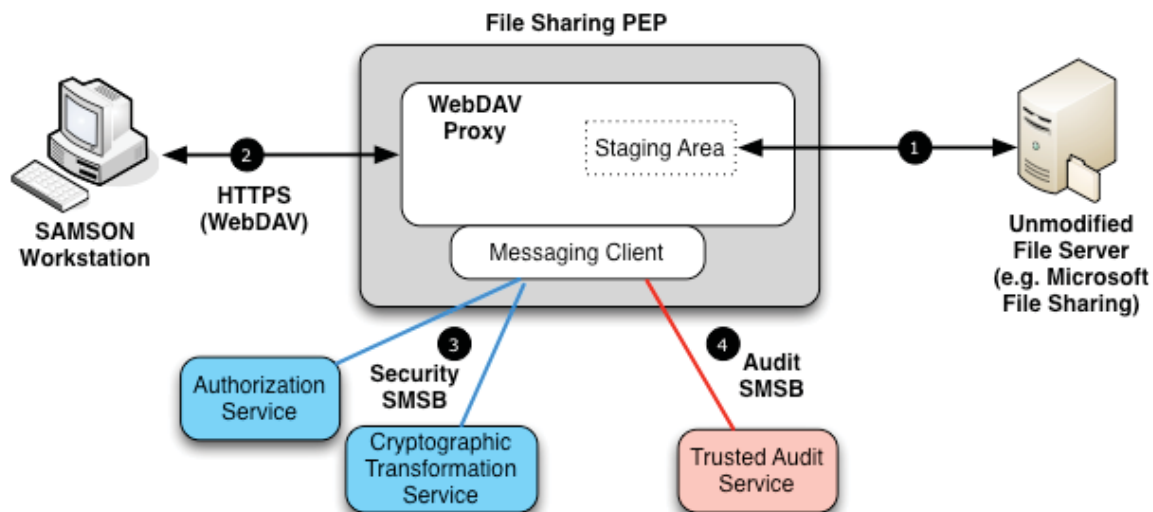 File Sharing PEP
WebDAV
Proxy
Staging Area
2
1
HTTPS
(WebDAV)
SAMSON
Workstation
Unmodified
File Server
(e.g. Microsoft
File Sharing)
Messaging Client
3
Security
SMSB
4
Audit
SMSB
Authorization
Service
Cryptographic
Transformation
Service
Trusted Audit
Service